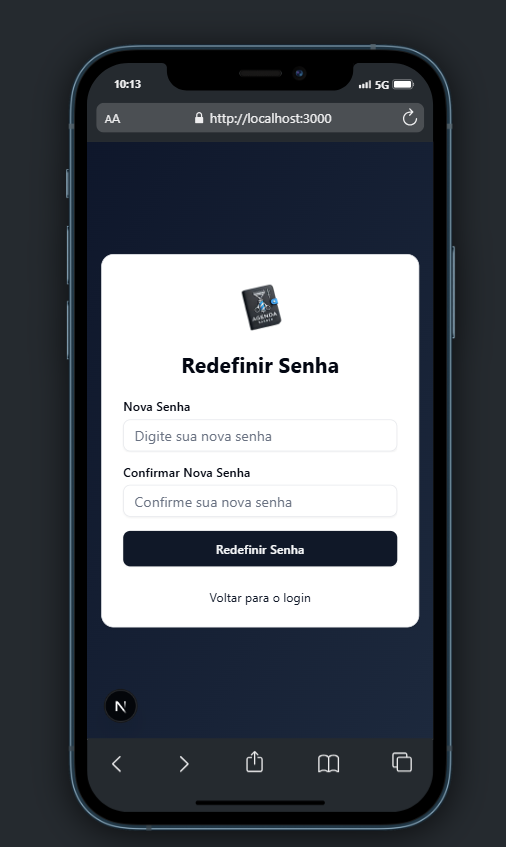 10:13
5G
AA
http://localhost:3000
AGENDA
Redefinir Senha
Nova Senha
Digite sua nova senha
Confirmar Nova Senha
Confirme sua nova senha
Redefinir Senha
Voltar para o login
N